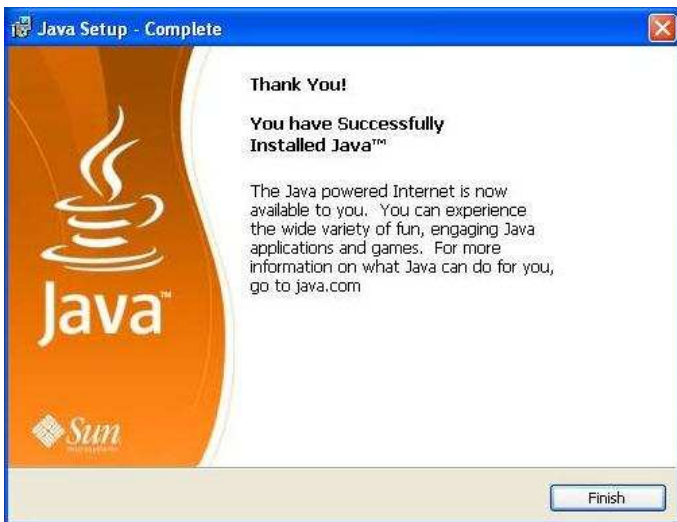 Java Setup - Complete
Thank You!
You have Successfully
Installed Java™
The Java powered Internet is now
available to you. You can experience
the wide variety of fun, engaging Java
applications and games. For more
information on what Java can do for you,
go to java.com
Java™
Sun
microsystems
Finish